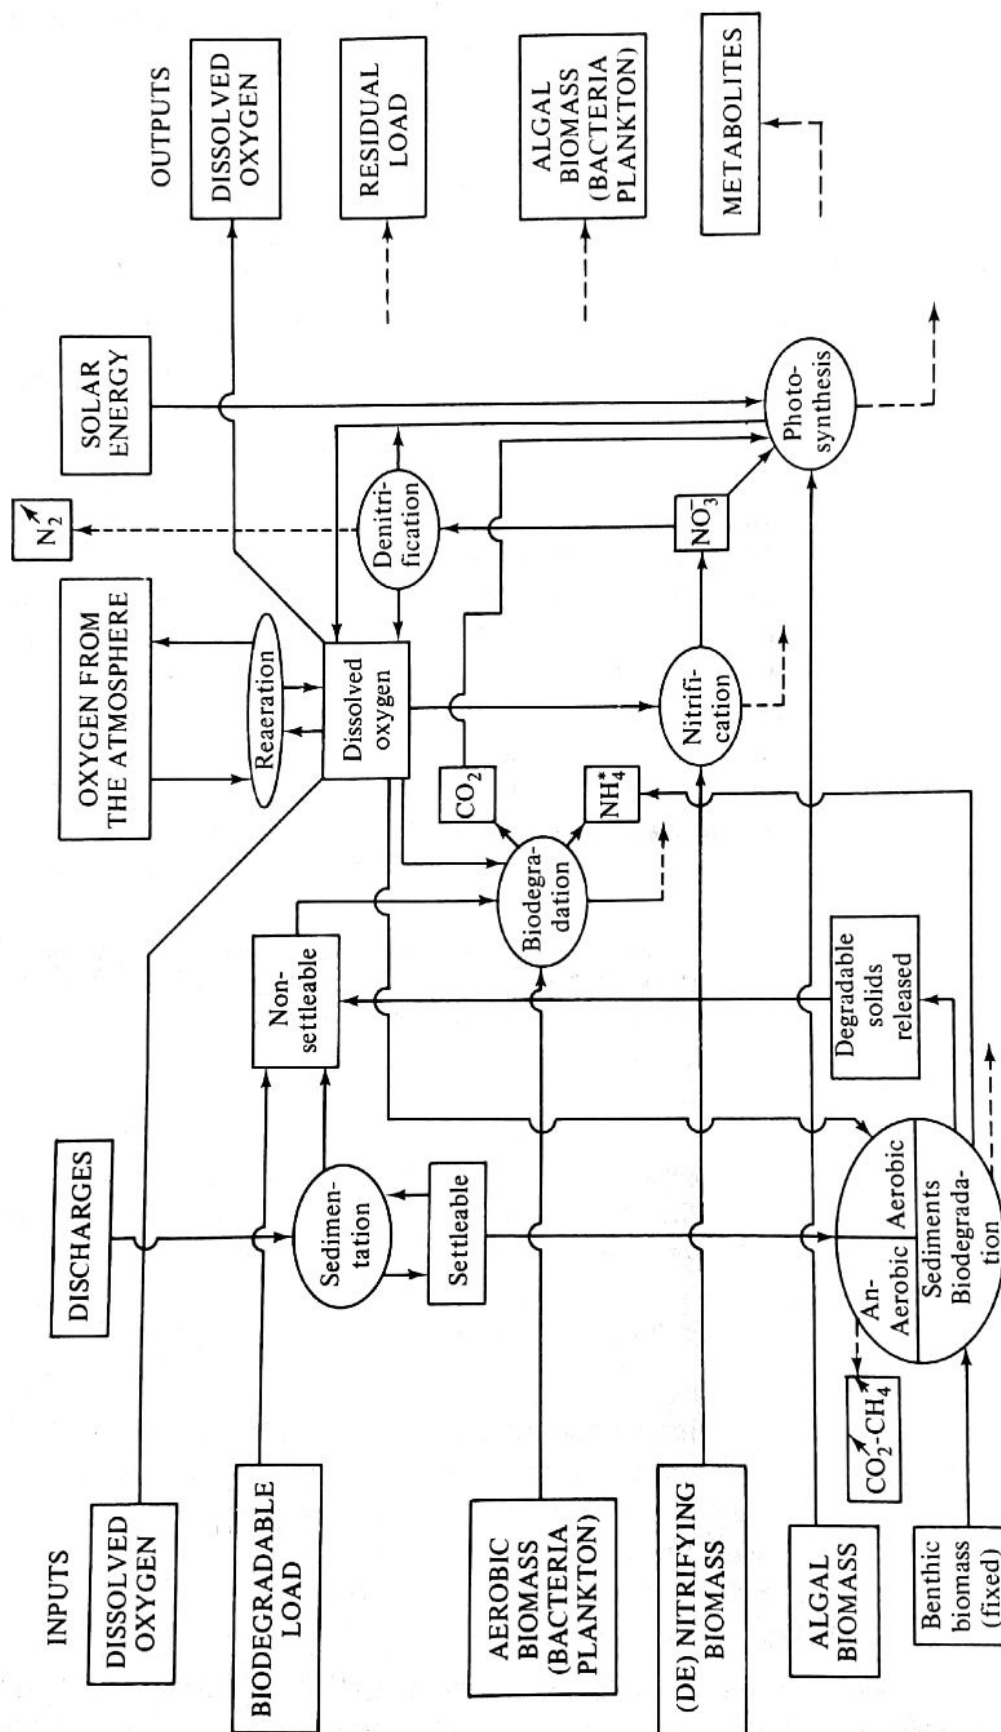 INPUTS
DISSOLVED
OXYGEN
BIODEGRADABLE
LOAD
AEROBIC
BIOMASS
(BACTERIA
PLANKTON)
(DE) NITRIFYING
BIOMASS
ALGAL
BIOMASS
Benthic
biomass
(fixed)
DISCHARGES
Sedimen-
tation
Settleable
CO₂-CH₄
An-
Aerobic
Aerobic
Sediments
Biodegrada-
tion
Non-
settleable
Degradable
solids
released
Biodegra-
dation
CO₂
NH₄*
OXYGEN FROM
THE ATMOSPHERE
Reaeration
Dissolved
oxygen
Nitrifi-
cation
N₂
Denitri-
fication
NO₃⁻
SOLAR
ENERGY
Photo-
synthesis
OUTPUTS
DISSOLVED
OXYGEN
RESIDUAL
LOAD
ALGAL
BIOMASS
(BACTERIA
PLANKTON)
METABOLITES